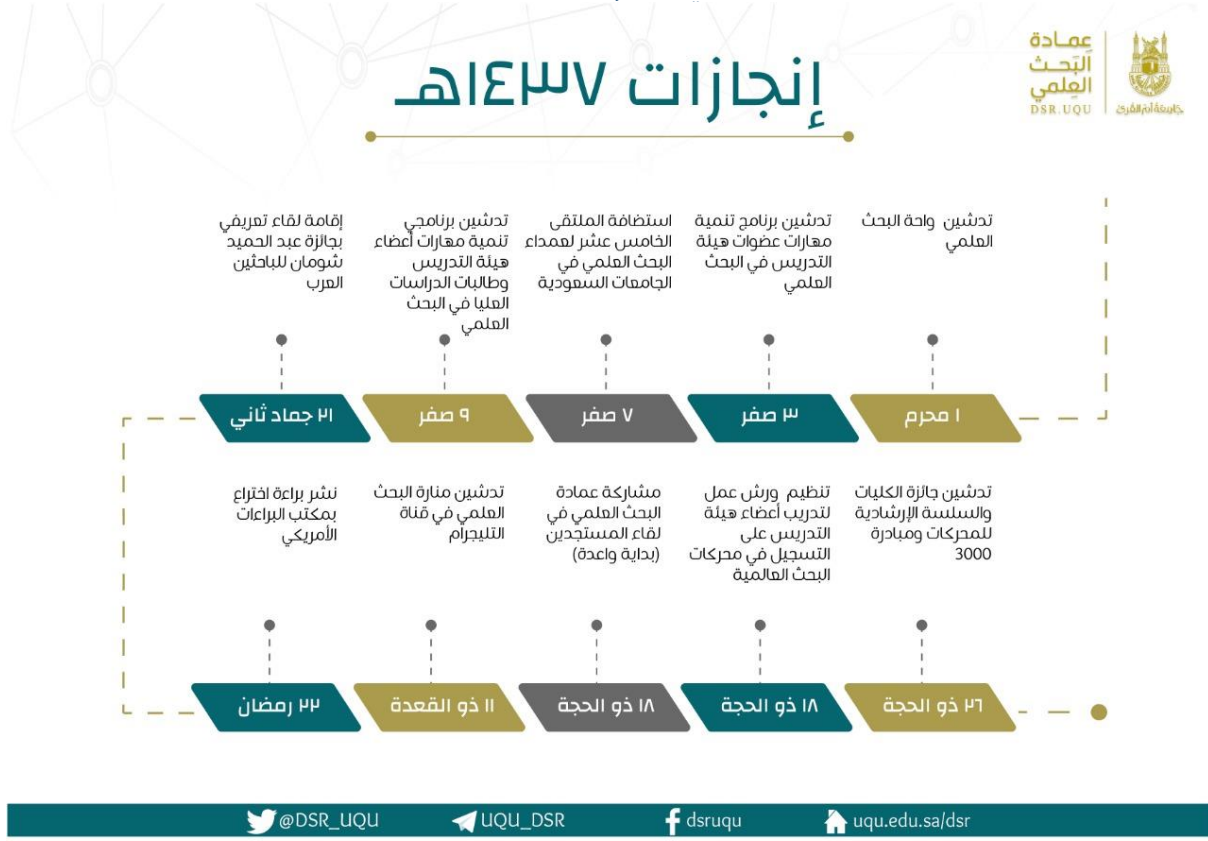 عمادة
البحث
العلمي
DSR.UQU
جامعة أم القرى
إنجازات ١٤٣٧هـ
تدشين واحة البحث
العلمي
١ محرم
تدشين برنامج تنمية
مهارات عضوات هيئة
التدريس في البحث
العلمي
٣ صفر
استضافة الملتقى
الخامس عشر لعمداء
البحث العلمي في
الجامعات السعودية
٧ صفر
تدشين برنامجي
تنمية مهارات أعضاء
هيئة التدريس
وطالبات الدراسات
العليا في البحث
العلمي
٩ صفر
إقامة لقاء تعريفي
بجائزة عبد الحميد
شومان للباحثين
العرب
٢١ جماد ثاني
نشر براءة اختراع
بمكتب البراءات
الأمريكي
٢٢ رمضان
تدشين منارة البحث
العلمي في قناة
التليجرام
١١ ذو القعدة
مشاركة عمادة
البحث العلمي في
لقاء المستجدين
(بداية واعدة)
١٨ ذو الحجة
تنظيم ورش عمل
لتدريب أعضاء هيئة
التدريس على
التسجيل في محركات
البحث العالمية
١٨ ذو الحجة
تدشين جائزة الكليات
والسلسة الإرشادية
للمحركات ومبادرة
3000
٢٦ ذو الحجة
@DSR_UQU
UQU_DSR
dsruqu
uqu.edu.sa/dsr